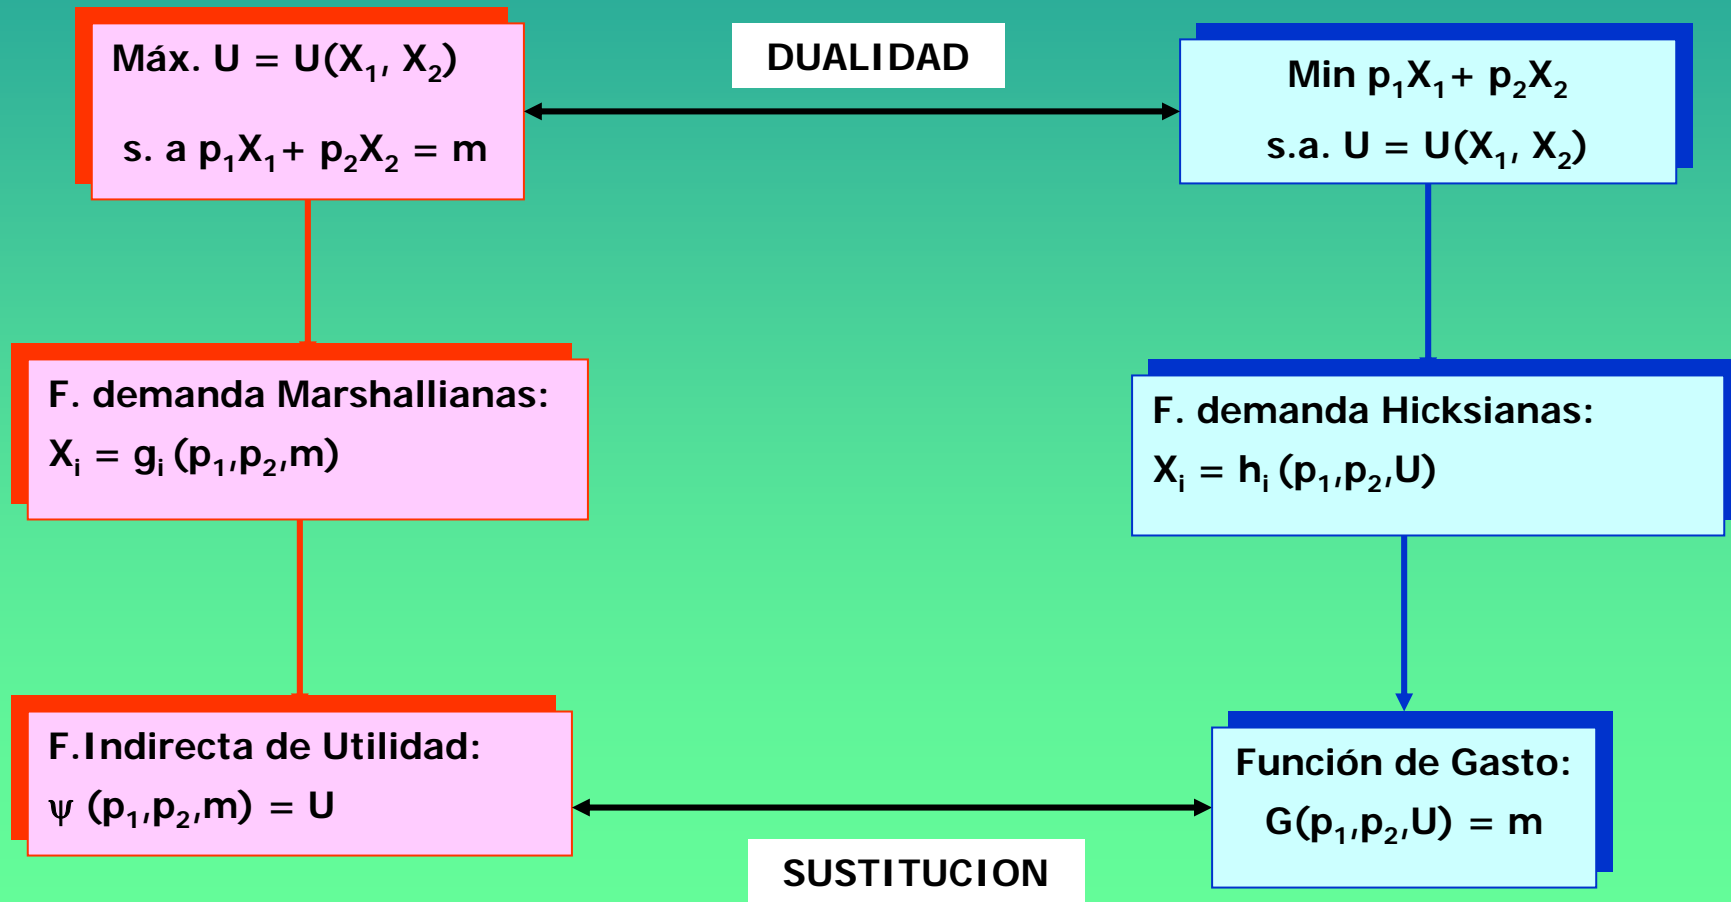 Máx. U = U(X₁, X₂)
s. a p₁X₁+ p₂X₂ = m
DUALIDAD
Min p₁X₁+ p₂X₂
s.a. U = U(X₁, X₂)
F. demanda Marshallianas:
Xᵢ = gᵢ (p₁,p₂,m)
F. demanda Hicksianas:
Xᵢ = hᵢ (p₁,p₂,U)
F.Indirecta de Utilidad:
ψ (p₁,p₂,m) = U
Función de Gasto:
G(p₁,p₂,U) = m
SUSTITUCION